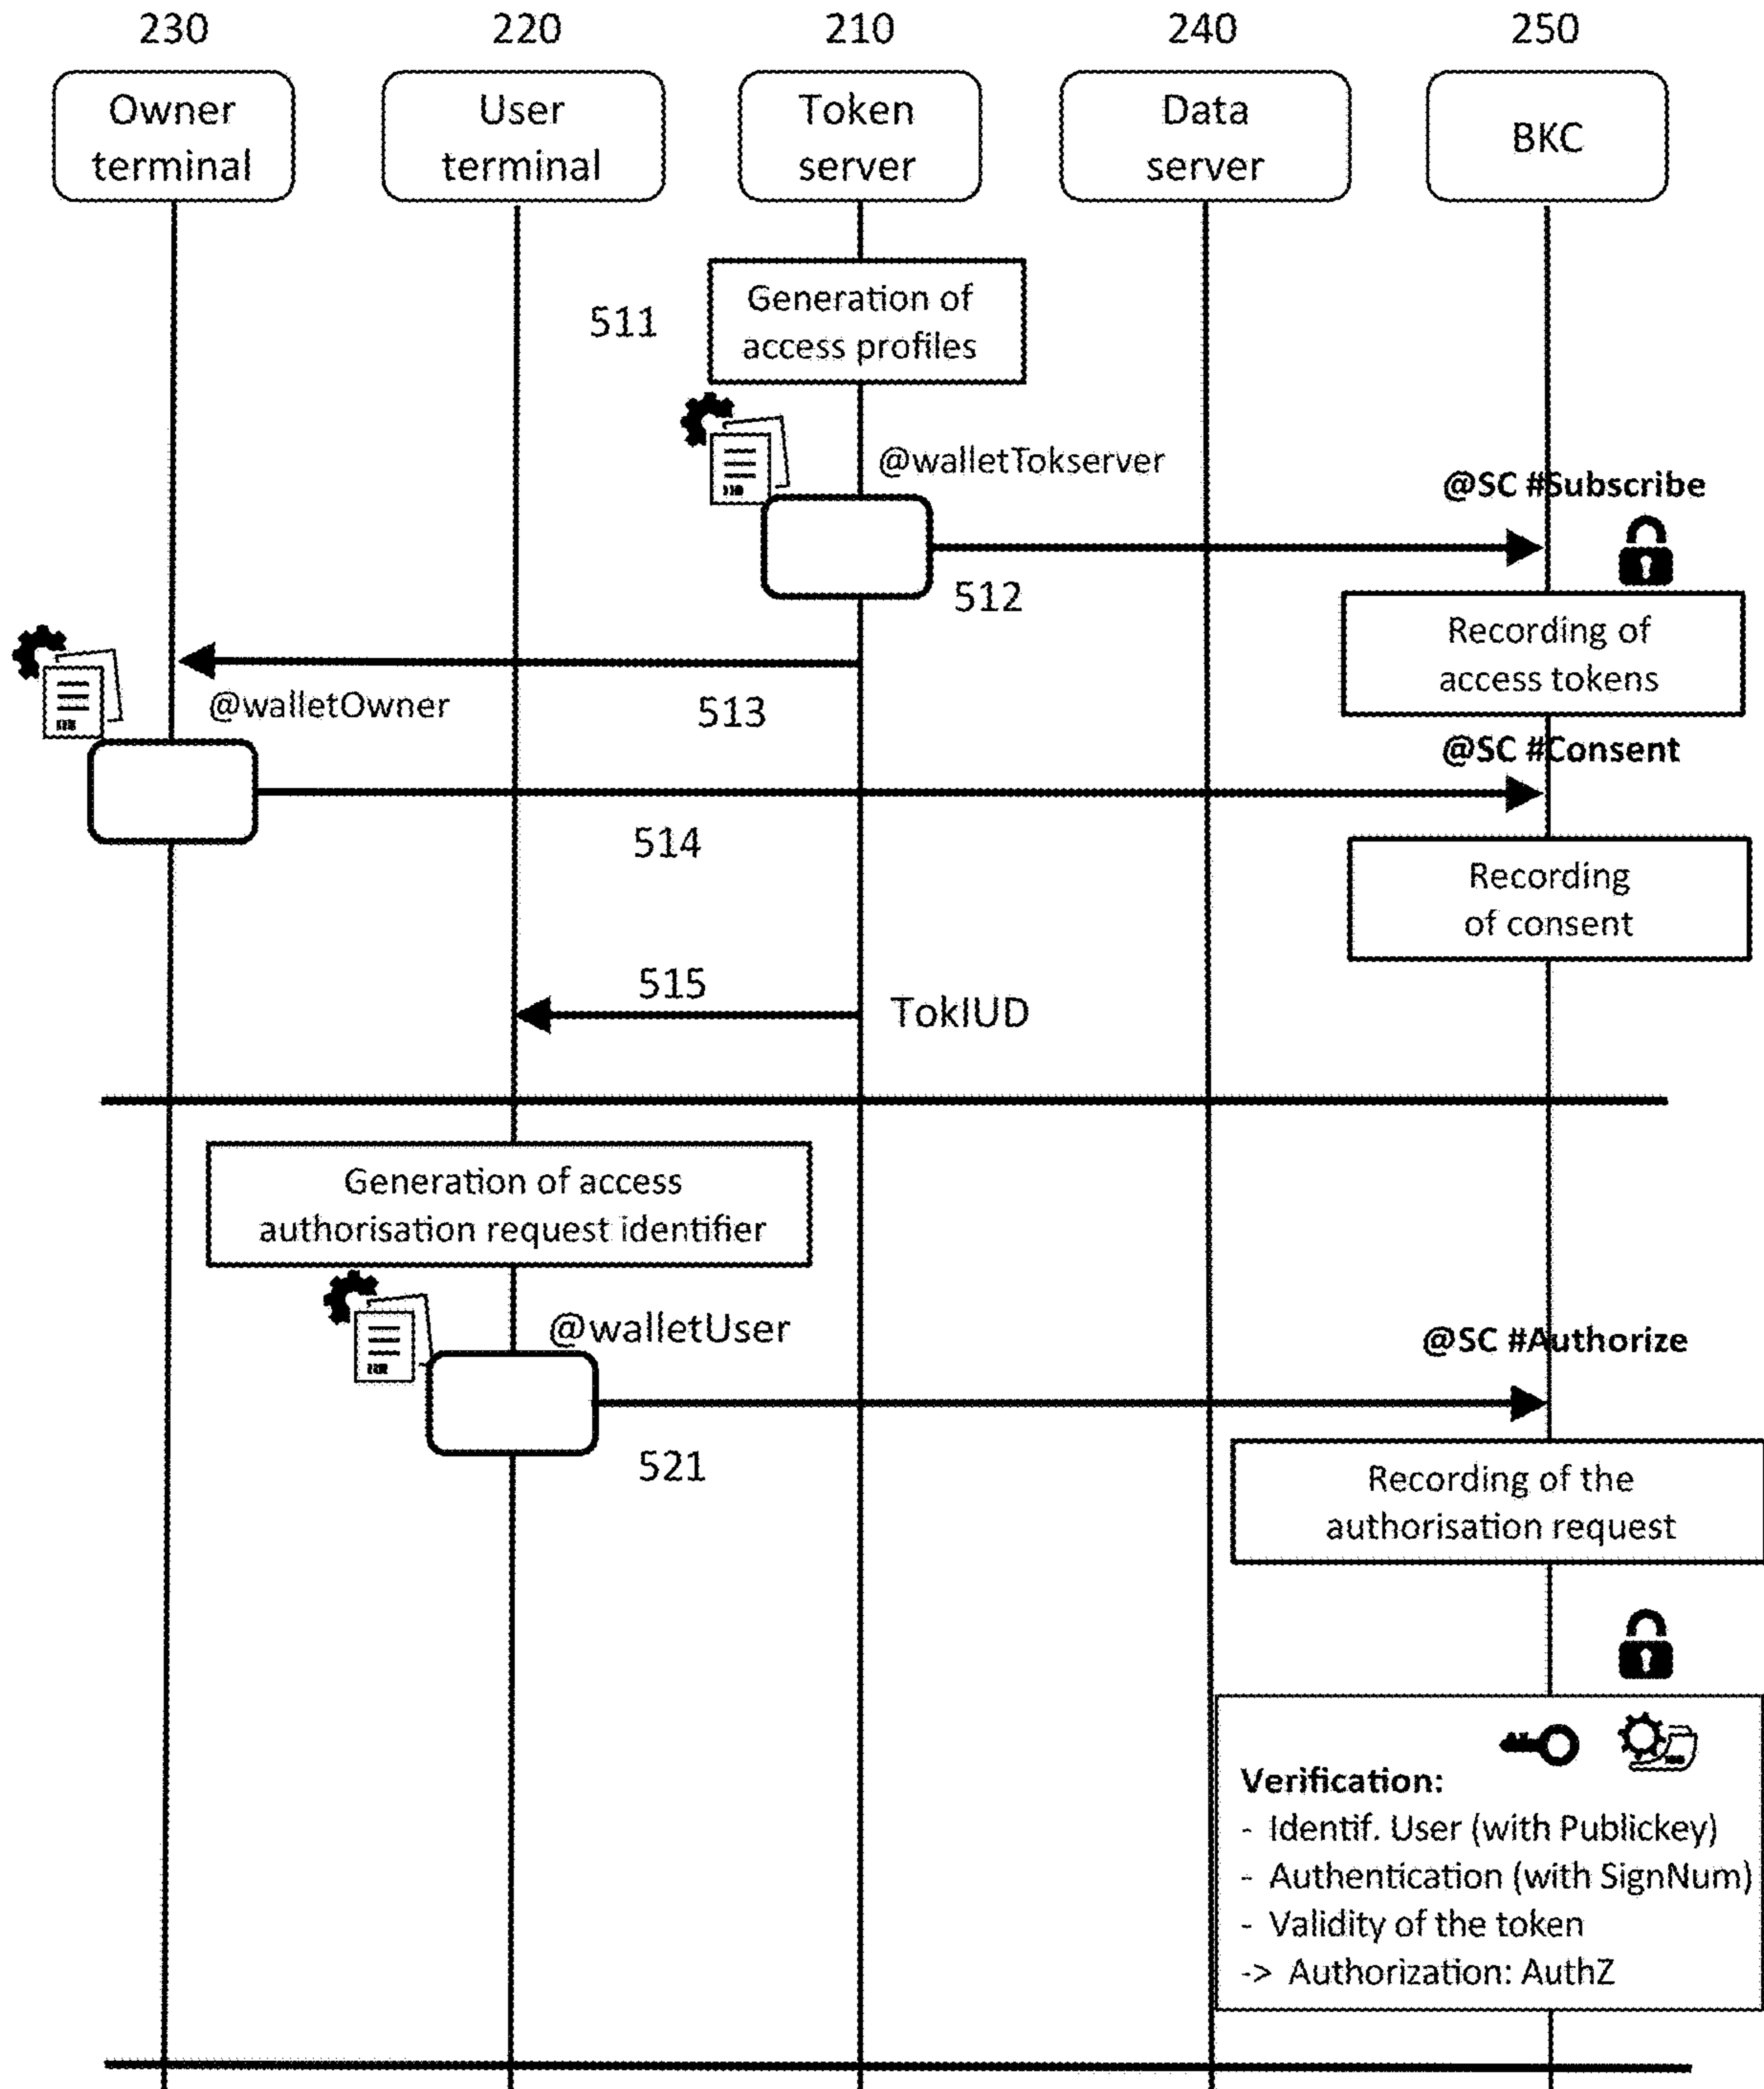 230
220
210
240
250
Owner
terminal
User
terminal
Token
server
Data
server
BKC
511
Generation of
access profiles
@walletTokserver
@SC #Subscribe
512
Recording of
access tokens
@walletOwner
513
@SC #Consent
514
Recording
of consent
515
TokIUD
Generation of access
authorisation request identifier
@walletUser
@SC #Authorize
521
Recording of the
authorisation request
Verification:
- Identif. User (with Publickey)
- Authentication (with SignNum)
- Validity of the token
-> Authorization: AuthZ